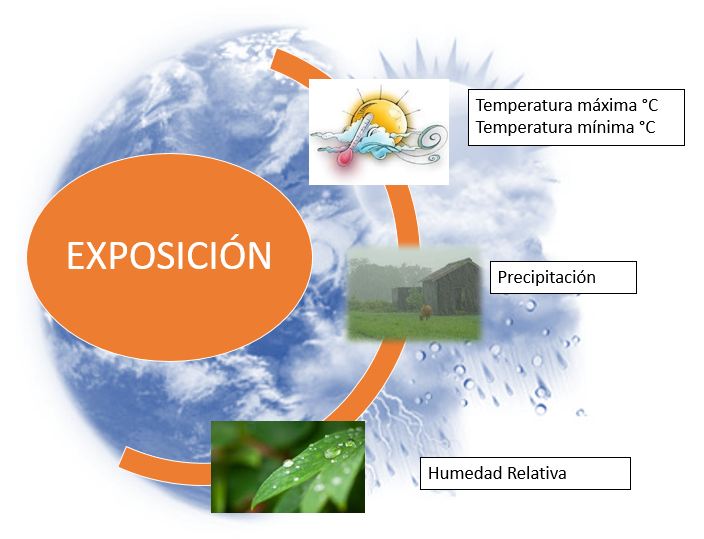 EXPOSICIÓN
Temperatura máxima °C
Temperatura mínima °C
Precipitación
Humedad Relativa